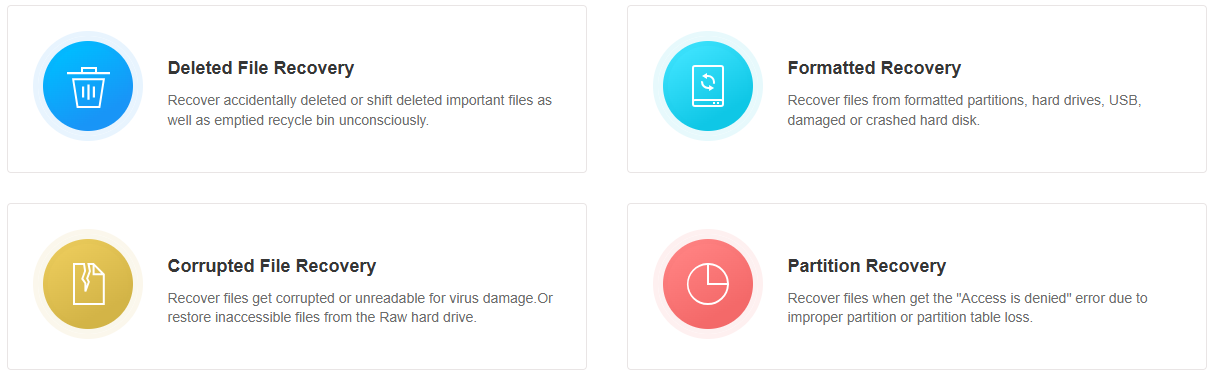 Deleted File Recovery
Recover accidentally deleted or shift deleted important files as
well as emptied recycle bin unconsciously.
Formatted Recovery
Recover files from formatted partitions, hard drives, USB,
damaged or crashed hard disk.
Corrupted File Recovery
Recover files get corrupted or unreadable for virus damage.Or
restore inaccessible files from the Raw hard drive.
Partition Recovery
Recover files when get the "Access is denied" error due to
improper partition or partition table loss.